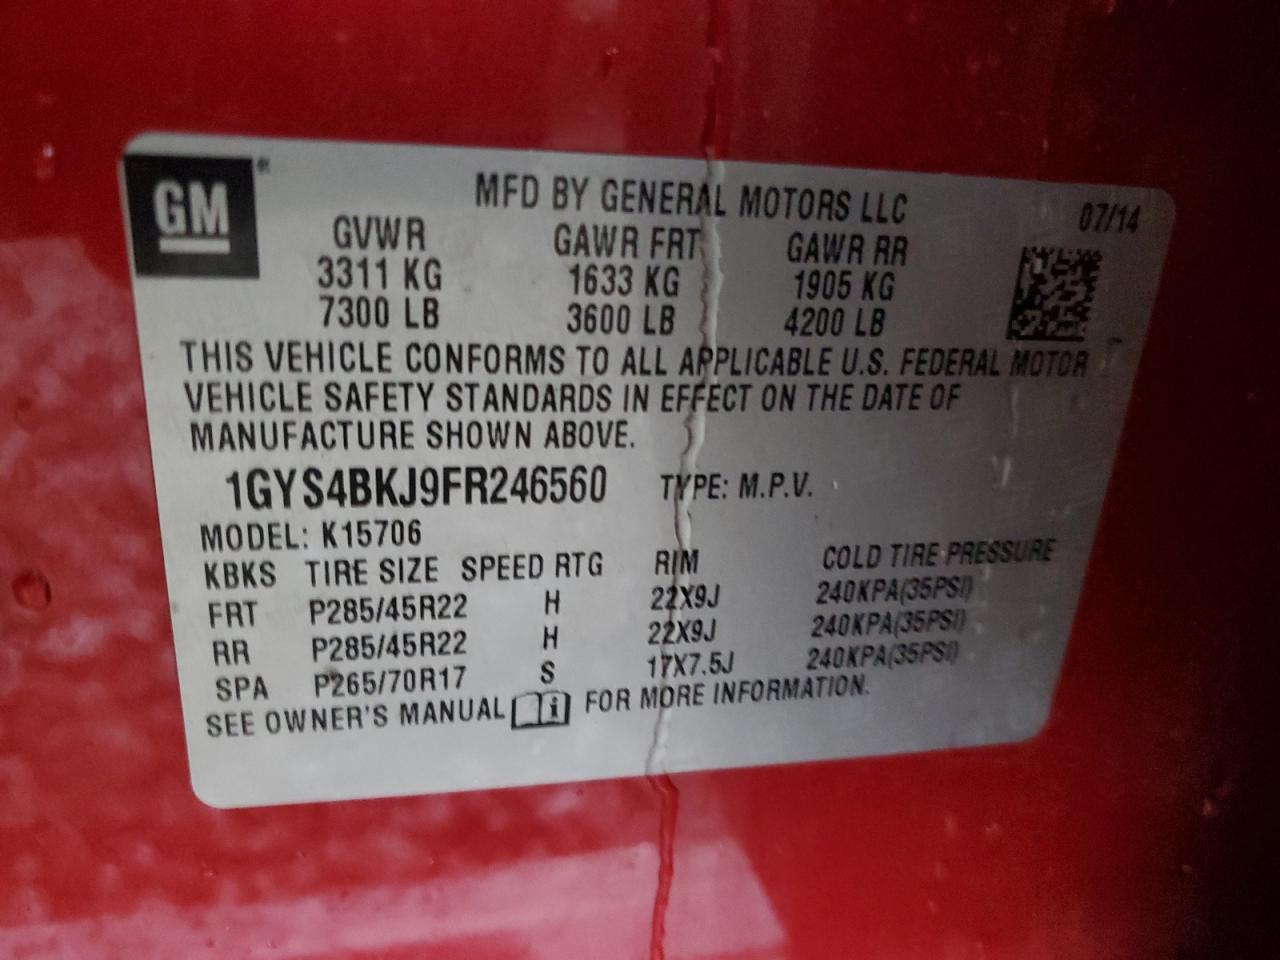 GM
MFD BY GENERAL MOTORS LLC
07/14
GVWR GAWR FRT GAWR RR
3311 KG 1633 KG 1905 KG
7300 LB 3600 LB 4200 LB
THIS VEHICLE CONFORMS TO ALL APPLICABLE U.S. FEDERAL MOTOR
VEHICLE SAFETY STANDARDS IN EFFECT ON THE DATE OF
MANUFACTURE SHOWN ABOVE.
1GYS4BKJ9FR246560 TYPE: M.P.V.
MODEL: K15706
KBKS TIRE SIZE SPEED RTG RIM COLD TIRE PRESSURE
FRT P285/45R22 H 22X9J 240KPA(35PSI)
RR P285/45R22 H 22X9J 240KPA(35PSI)
SPA P265/70R17 S 17X7.5J 240KPA(35PSI)
SEE OWNER'S MANUAL i FOR MORE INFORMATION.